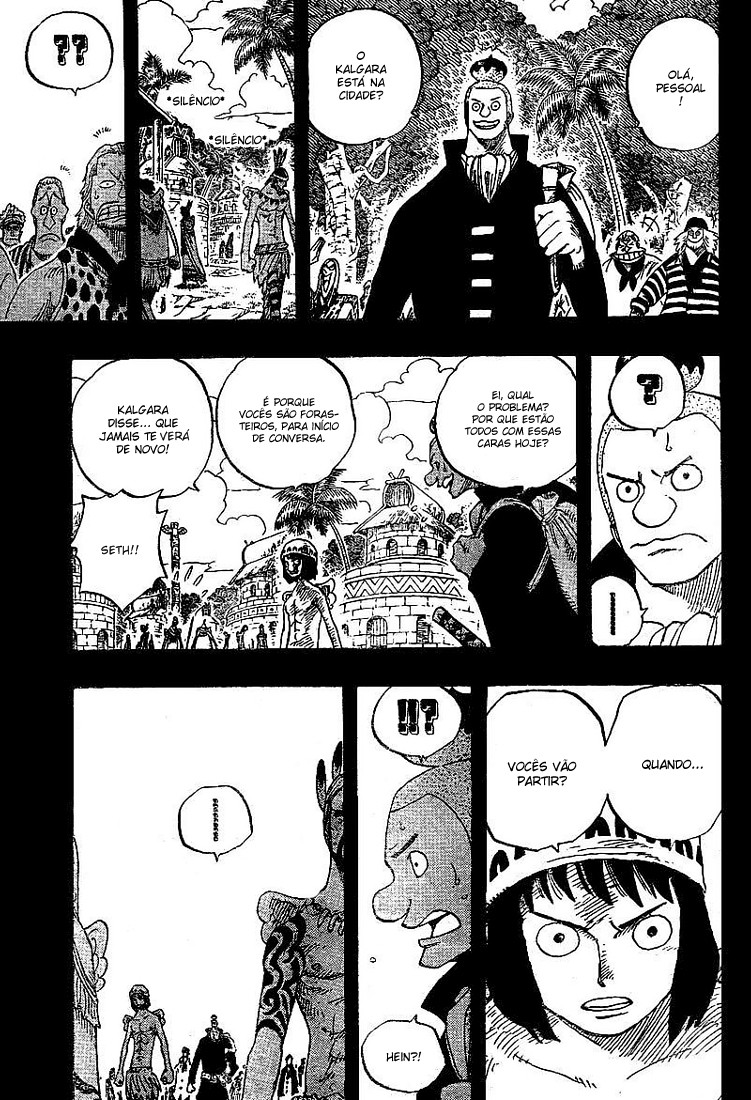 OLÁ,
PESSOAL
!
O
KALGARA
ESTÁ NA
CIDADE?
*SILÊNCIO*
*SILÊNCIO*
??
?
EI, QUAL
O PROBLEMA?
POR QUE ESTÃO
TODOS COM ESSAS
CARAS HOJE?
É PORQUE
VOCÊS SÃO FORAS-
TEIROS, PARA INÍCIO
DE CONVERSA.
KALGARA
DISSE... QUE
JAMAIS TE VERÁ
DE NOVO!
SETH!!
QUANDO...
VOCÊS VÃO
PARTIR?
!!?
HEIN?!